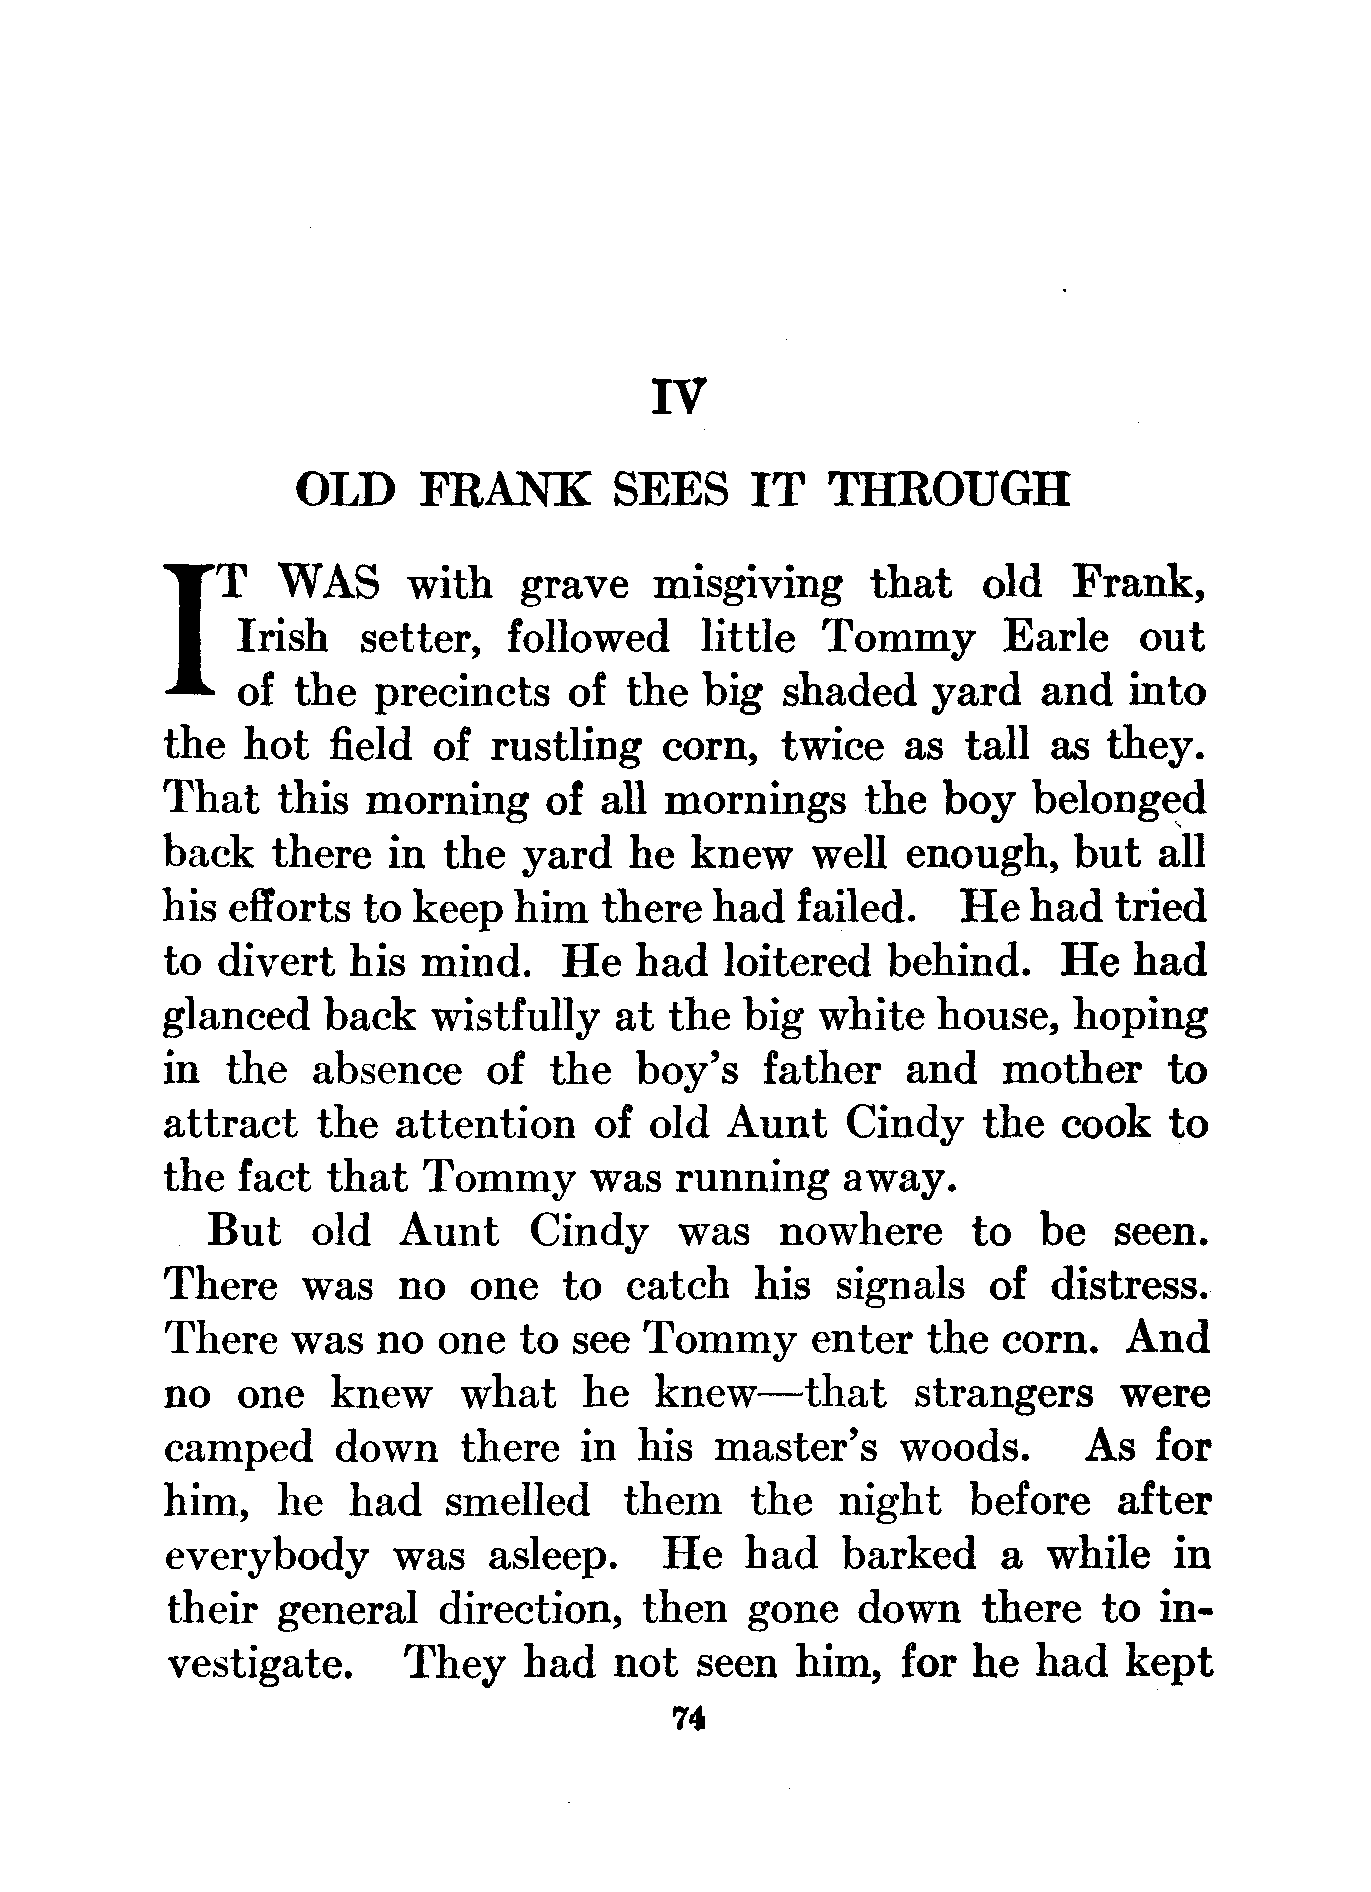 IV
OLD FRANK SEES IT THROUGH
IT WAS with grave misgiving that old Frank,
Irish setter, followed little Tommy Earle out
of the precincts of the big shaded yard and into
the hot field of rustling corn, twice as tall as they.
That this morning of all mornings the boy belonged
back there in the yard he knew well enough, but all
his efforts to keep him there had failed. He had tried
to divert his mind. He had loitered behind. He had
glanced back wistfully at the big white house, hoping
in the absence of the boy's father and mother to
attract the attention of old Aunt Cindy the cook to
the fact that Tommy was running away.
But old Aunt Cindy was nowhere to be seen.
There was no one to catch his signals of distress.
There was no one to see Tommy enter the corn. And
no one knew what he knew—that strangers were
camped down there in his master's woods. As for
him, he had smelled them the night before after
everybody was asleep. He had barked a while in
their general direction, then gone down there to in-
vestigate. They had not seen him, for he had kept
74